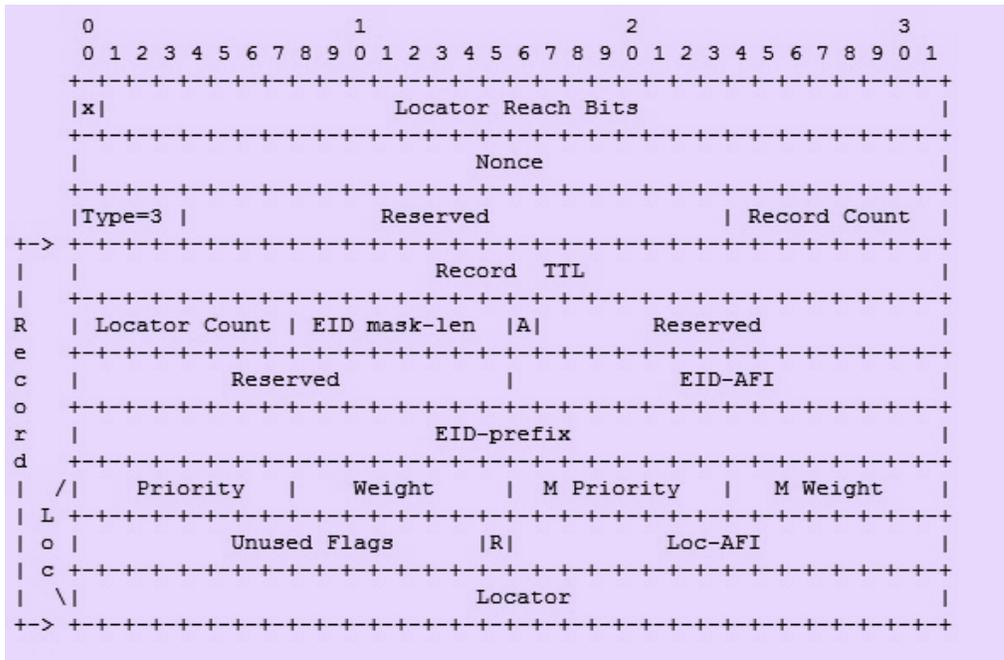 0                   1                   2                   3
       0 1 2 3 4 5 6 7 8 9 0 1 2 3 4 5 6 7 8 9 0 1 2 3 4 5 6 7 8 9 0 1
      +-+-+-+-+-+-+-+-+-+-+-+-+-+-+-+-+-+-+-+-+-+-+-+-+-+-+-+-+-+-+-+-+
      |x|                     Locator Reach Bits                      |
      +-+-+-+-+-+-+-+-+-+-+-+-+-+-+-+-+-+-+-+-+-+-+-+-+-+-+-+-+-+-+-+-+
      |                             Nonce                             |
      +-+-+-+-+-+-+-+-+-+-+-+-+-+-+-+-+-+-+-+-+-+-+-+-+-+-+-+-+-+-+-+-+
      |Type=3 |              Reserved                 | Record Count  |
+-->  +-+-+-+-+-+-+-+-+-+-+-+-+-+-+-+-+-+-+-+-+-+-+-+-+-+-+-+-+-+-+-+-+
|     |                          Record  TTL                          |
|     +-+-+-+-+-+-+-+-+-+-+-+-+-+-+-+-+-+-+-+-+-+-+-+-+-+-+-+-+-+-+-+-+
R     | Locator Count | EID mask-len  |A|        Reserved             |
e     +-+-+-+-+-+-+-+-+-+-+-+-+-+-+-+-+-+-+-+-+-+-+-+-+-+-+-+-+-+-+-+-+
c     |           Reserved            |            EID-AFI            |
o     +-+-+-+-+-+-+-+-+-+-+-+-+-+-+-+-+-+-+-+-+-+-+-+-+-+-+-+-+-+-+-+-+
r     |                          EID-prefix                           |
d     +-+-+-+-+-+-+-+-+-+-+-+-+-+-+-+-+-+-+-+-+-+-+-+-+-+-+-+-+-+-+-+-+
|    /|    Priority   |    Weight     |  M Priority   |   M Weight    |
|   L +-+-+-+-+-+-+-+-+-+-+-+-+-+-+-+-+-+-+-+-+-+-+-+-+-+-+-+-+-+-+-+-+
|   o |           Unused Flags      |R|           Loc-AFI             |
|   c +-+-+-+-+-+-+-+-+-+-+-+-+-+-+-+-+-+-+-+-+-+-+-+-+-+-+-+-+-+-+-+-+
|    \|                             Locator                           |
+-->  +-+-+-+-+-+-+-+-+-+-+-+-+-+-+-+-+-+-+-+-+-+-+-+-+-+-+-+-+-+-+-+-+